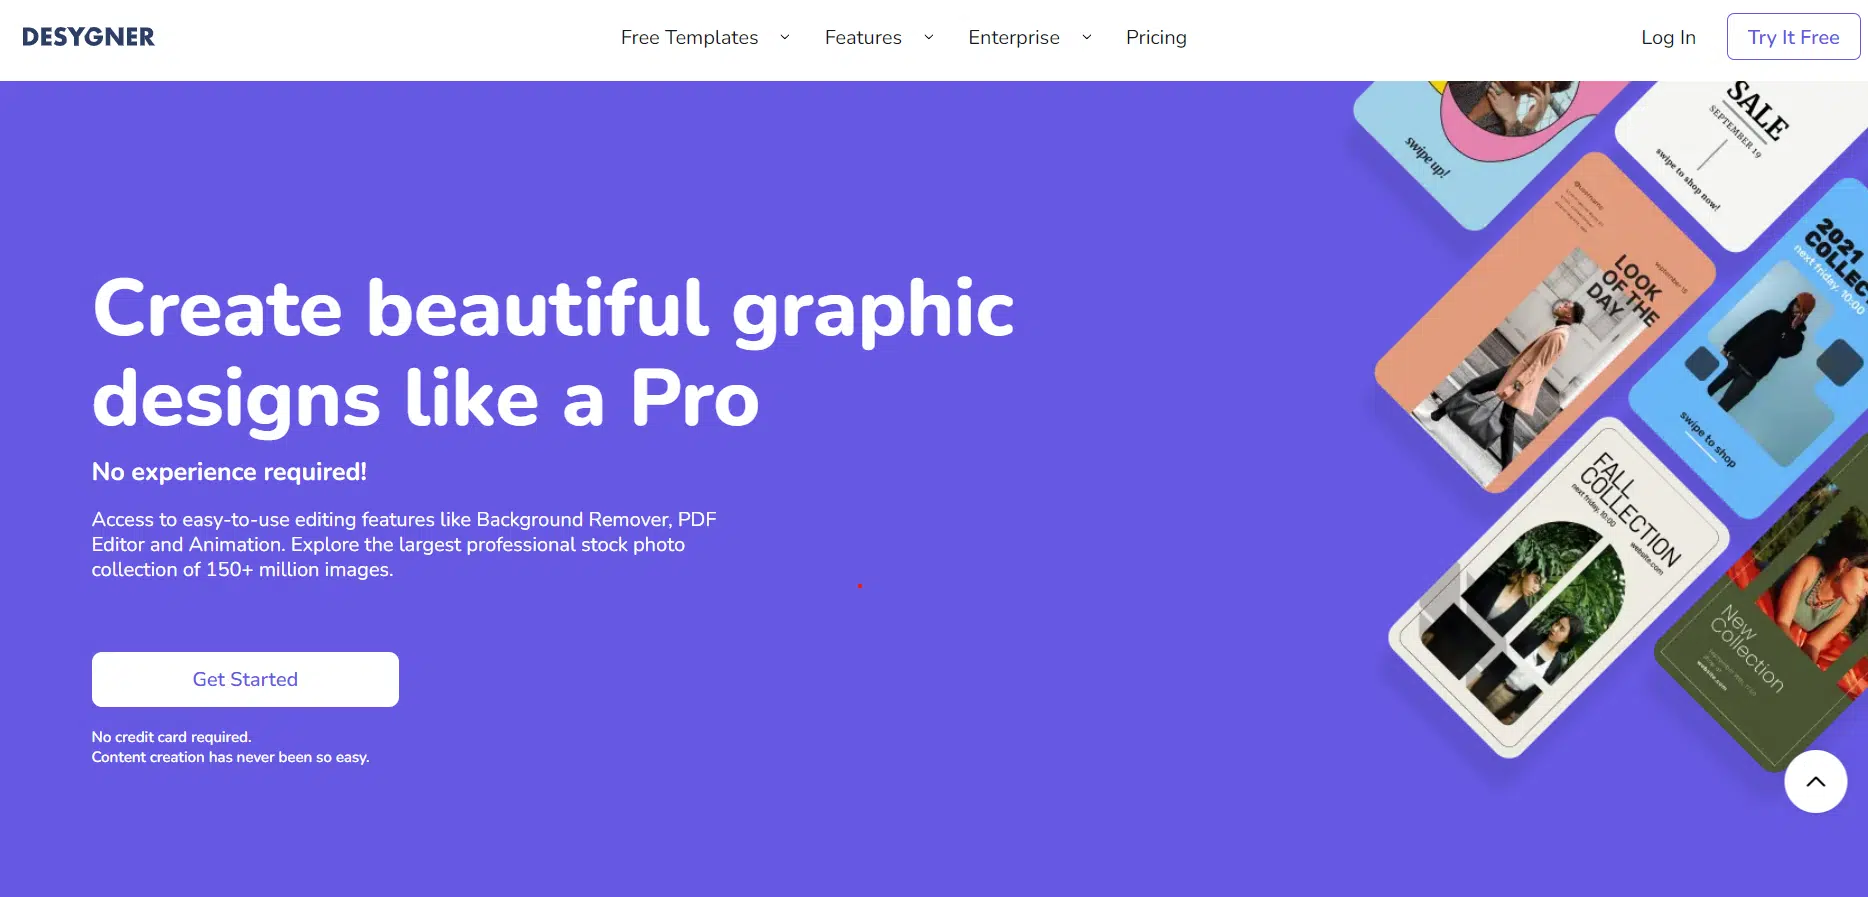 DESYGNER
Free Templates
Features
Enterprise
Pricing
Log In
Try It Free
Create beautiful graphic
designs like a Pro
No experience required!
Access to easy-to-use editing features like Background Remover, PDF
Editor and Animation. Explore the largest professional stock photo
collection of 150+ million images.
Get Started
No credit card required.
Content creation has never been so easy.
swipe up!
SALE
SEPTEMBER 19
swipe to shop now!
@username
september 15
LOOK
OF THE
DAY
2021
next friday, 10:00
swipe to shop
FALL
COLLECTION
next friday, 10:00
website.com
New
Collection
website.com